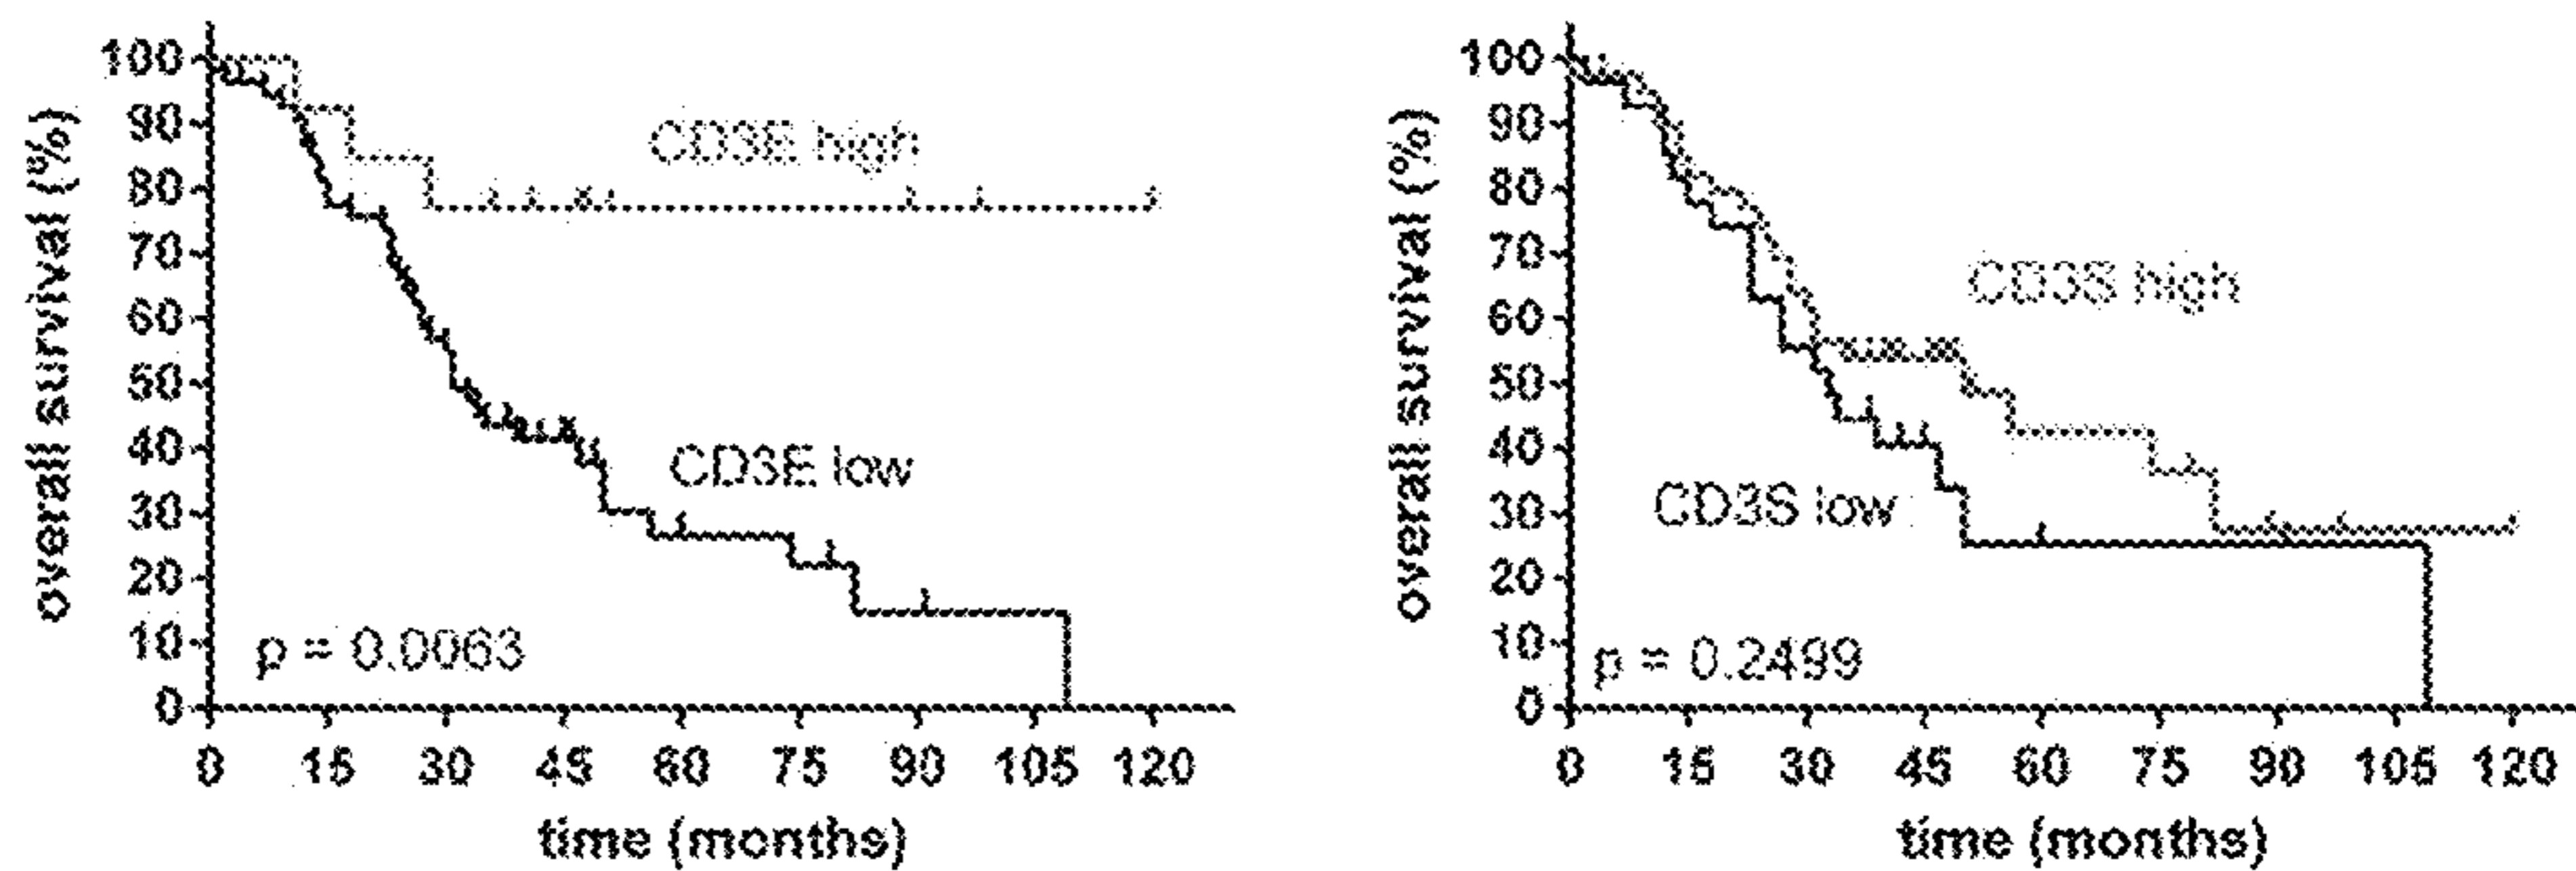 overall survival (%)
100
90
80
70
60
50
40
30
20
10
0
CD3E high
CD3E low
p = 0.0063
0 15 30 45 60 75 90 105 120
time (months)
overall survival (%)
100
90
80
70
60
50
40
30
20
10
0
CD3S high
CD3S low
p = 0.2499
0 15 30 45 60 75 90 105 120
time (months)